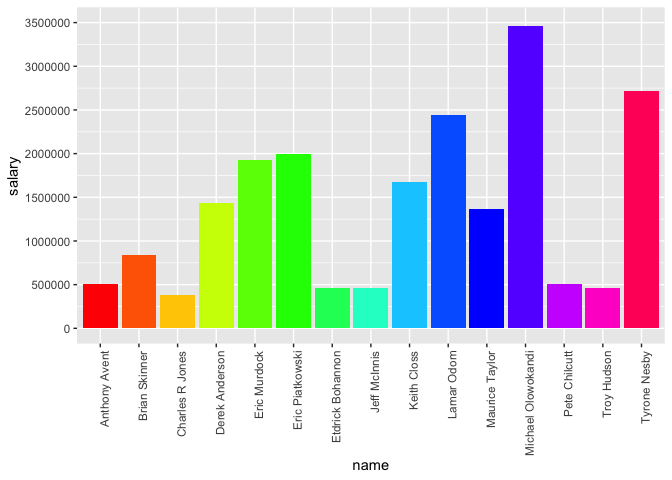 3500000
3000000
2500000
2000000
1500000
1000000
500000
0
salary
Anthony Avent
Brian Skinner
Charles R Jones
Derek Anderson
Eric Murdock
Eric Piatkowski
Etdrick Bohannon
Jeff McInnis
Keith Closs
Lamar Odom
Maurice Taylor
Michael Olowokandi
Pete Chilcutt
Troy Hudson
Tyrone Nesby
name